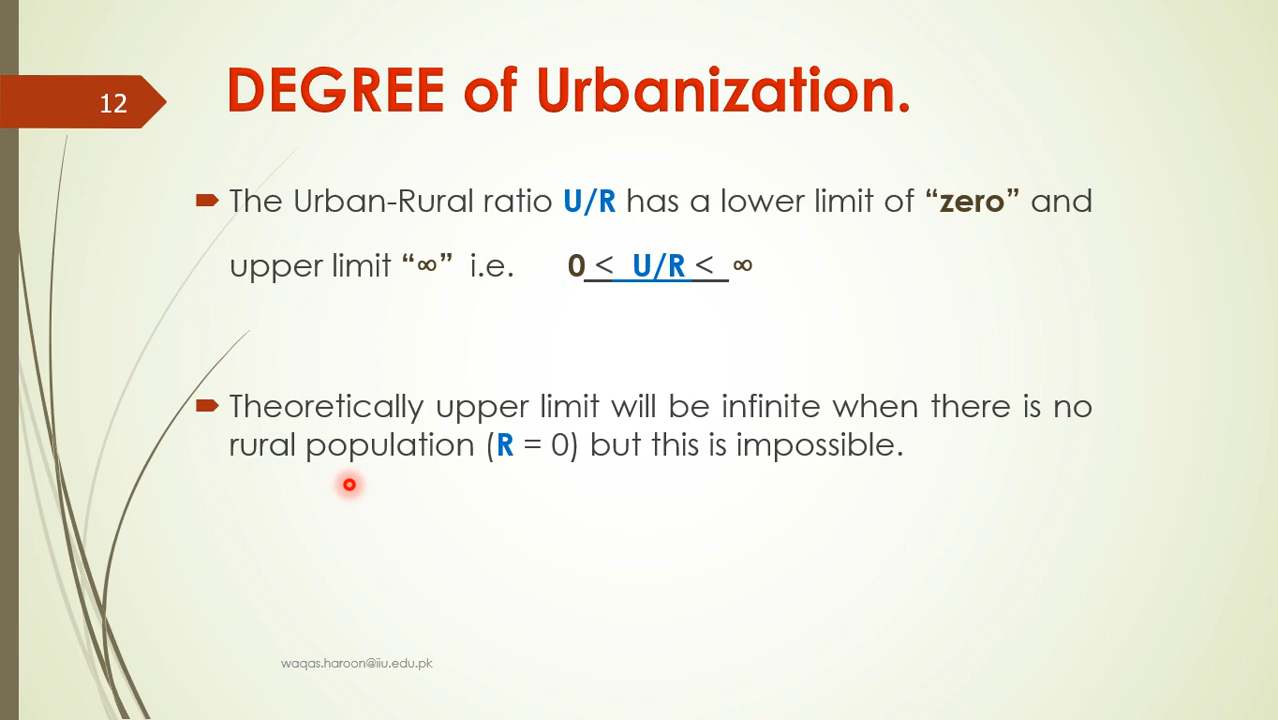 12
DEGREE of Urbanization.
The Urban-Rural ratio U/R has a lower limit of “zero” and
upper limit “∞” i.e. 0 < U/R < ∞
Theoretically upper limit will be infinite when there is no
rural population (R = 0) but this is impossible.
waqas.haroon@iiu.edu.pk